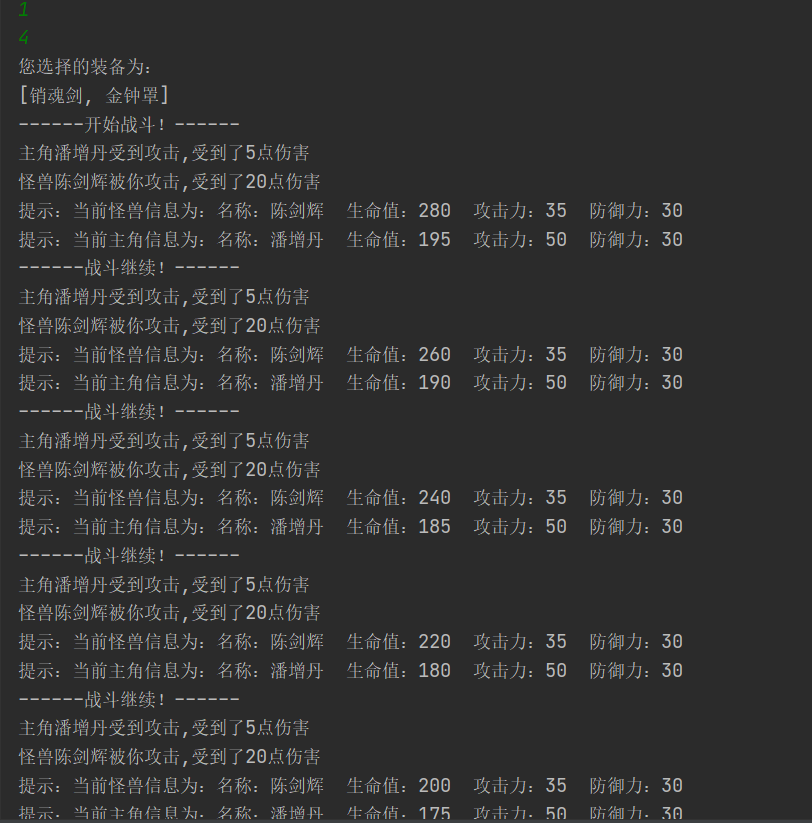 1
4
您选择的装备为:
[销魂剑, 金钟罩]
------开始战斗! ------
主角潘增丹受到攻击,受到了5点伤害
怪兽陈剑辉被你攻击,受到了20点伤害
提示: 当前怪兽信息为: 名称: 陈剑辉  生命值: 280  攻击力: 35  防御力: 30
提示: 当前主角信息为: 名称: 潘增丹  生命值: 195  攻击力: 50  防御力: 30
------战斗继续! ------
主角潘增丹受到攻击,受到了5点伤害
怪兽陈剑辉被你攻击,受到了20点伤害
提示: 当前怪兽信息为: 名称: 陈剑辉  生命值: 260  攻击力: 35  防御力: 30
提示: 当前主角信息为: 名称: 潘增丹  生命值: 190  攻击力: 50  防御力: 30
------战斗继续! ------
主角潘增丹受到攻击,受到了5点伤害
怪兽陈剑辉被你攻击,受到了20点伤害
提示: 当前怪兽信息为: 名称: 陈剑辉  生命值: 240  攻击力: 35  防御力: 30
提示: 当前主角信息为: 名称: 潘增丹  生命值: 185  攻击力: 50  防御力: 30
------战斗继续! ------
主角潘增丹受到攻击,受到了5点伤害
怪兽陈剑辉被你攻击,受到了20点伤害
提示: 当前怪兽信息为: 名称: 陈剑辉  生命值: 220  攻击力: 35  防御力: 30
提示: 当前主角信息为: 名称: 潘增丹  生命值: 180  攻击力: 50  防御力: 30
------战斗继续! ------
主角潘增丹受到攻击,受到了5点伤害
怪兽陈剑辉被你攻击,受到了20点伤害
提示: 当前怪兽信息为: 名称: 陈剑辉  生命值: 200  攻击力: 35  防御力: 30
提示: 当前主角信息为: 名称: 潘增丹  生命值: 175  攻击力: 50  防御力: 30